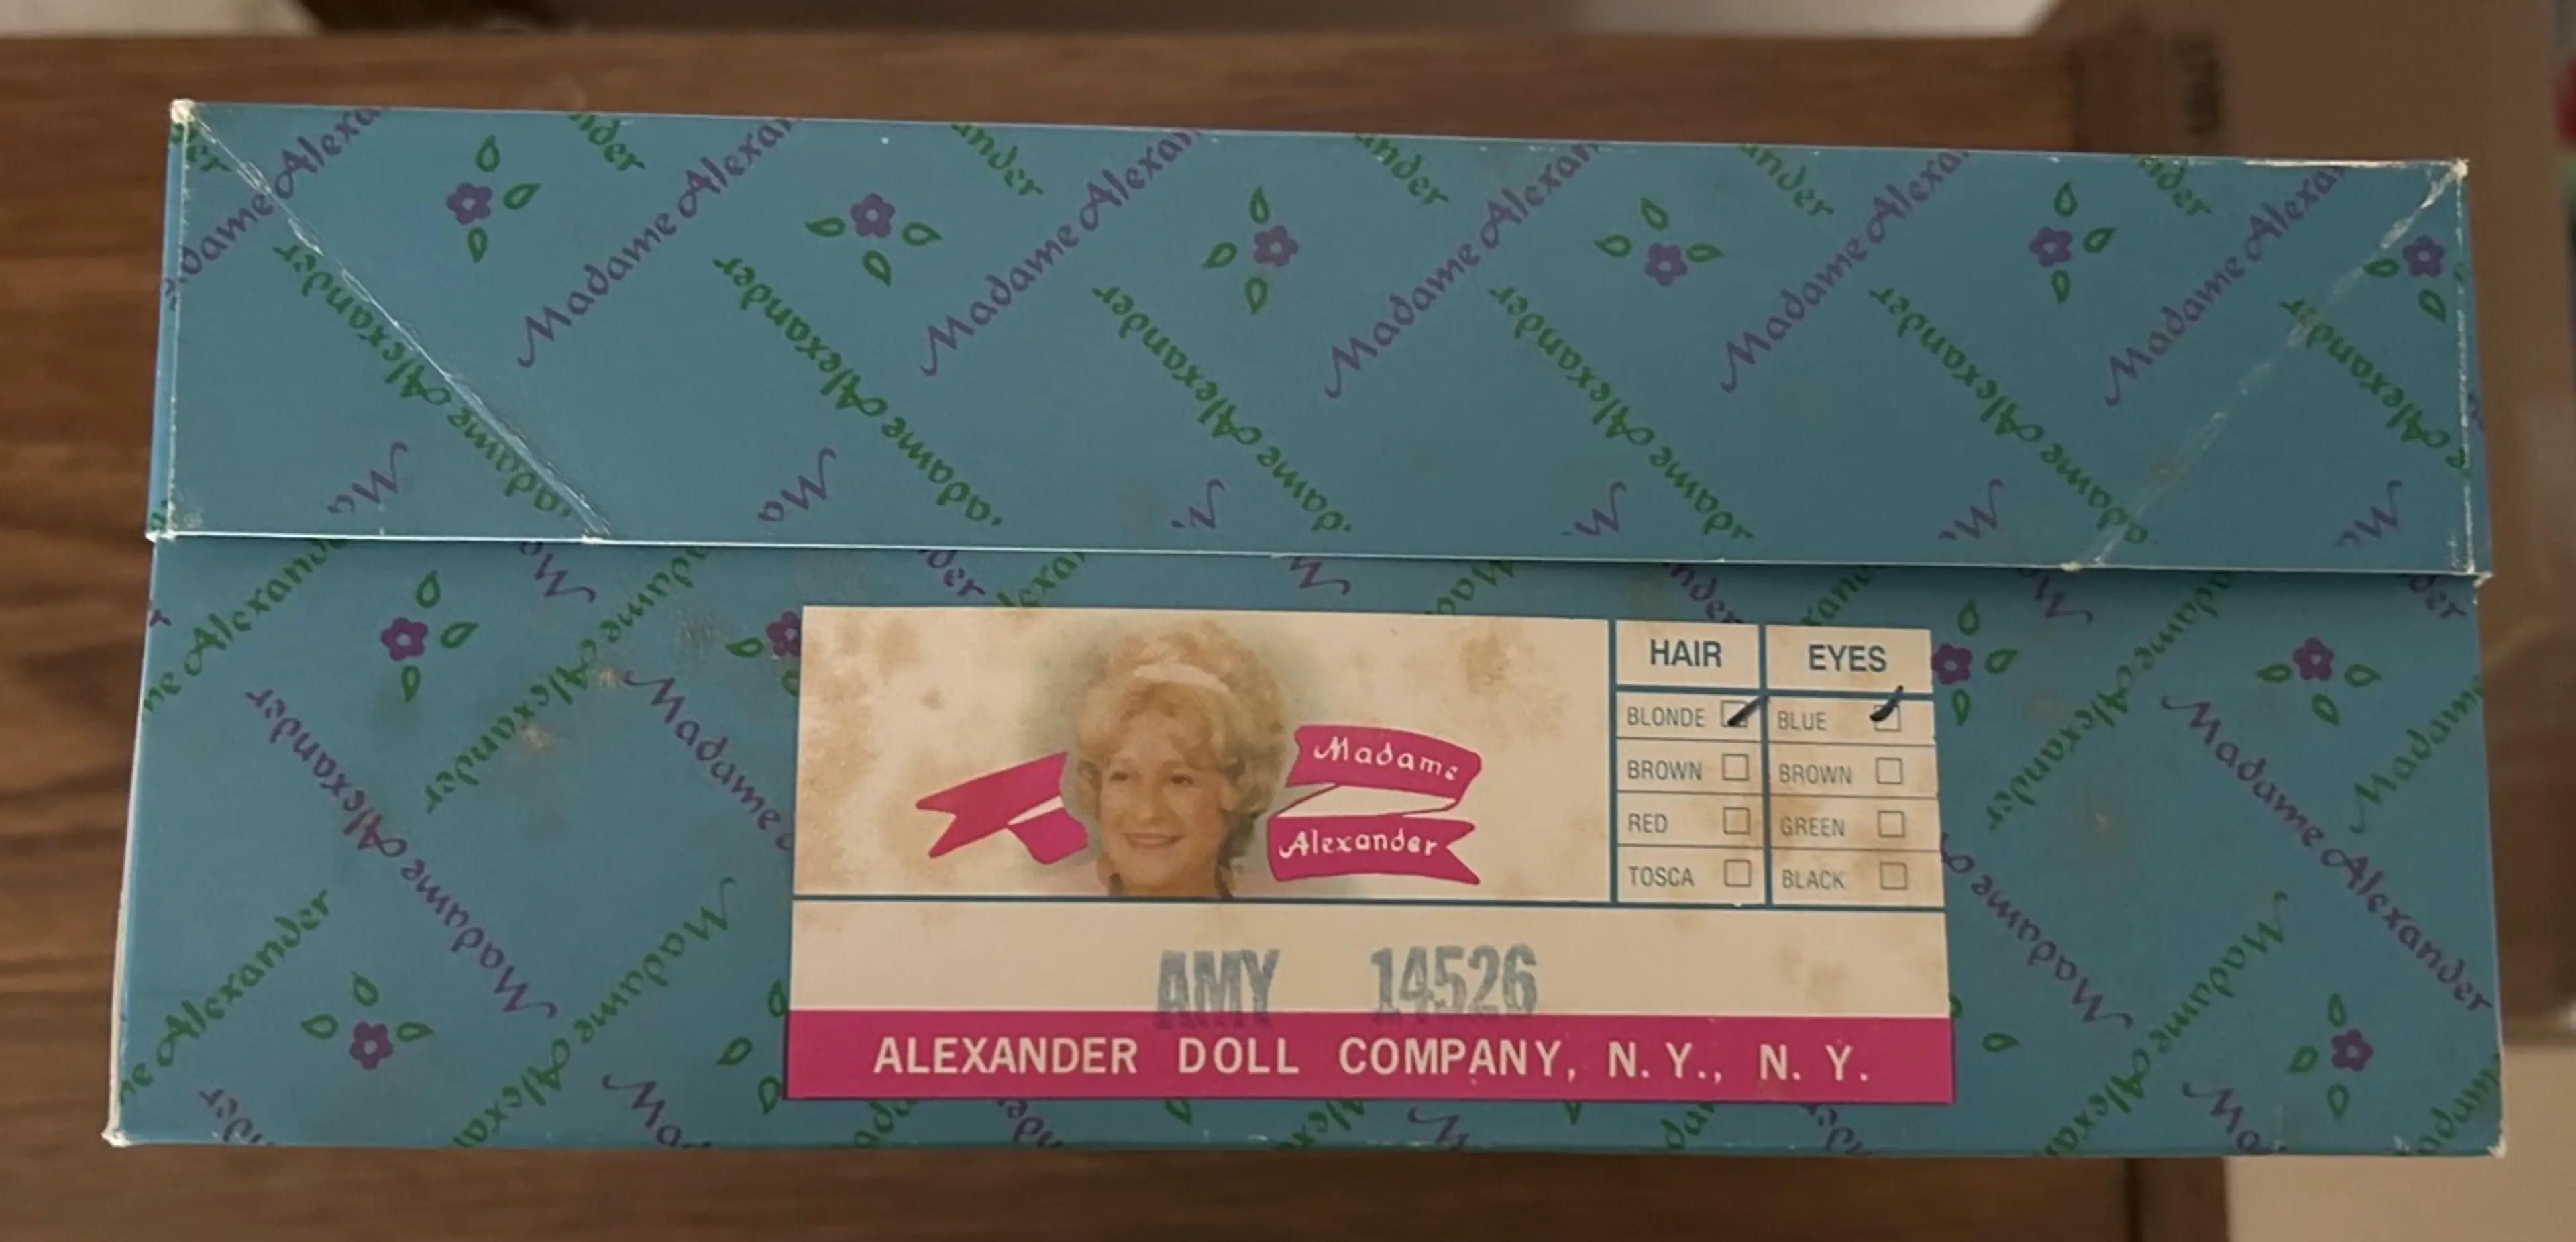 Madame Alexander
Madame
Alexander
HAIR EYES
BLONDE BLUE
BROWN BROWN
RED GREEN
TOSCA BLACK
AMY 14526
ALEXANDER DOLL COMPANY, N.Y., N.Y.